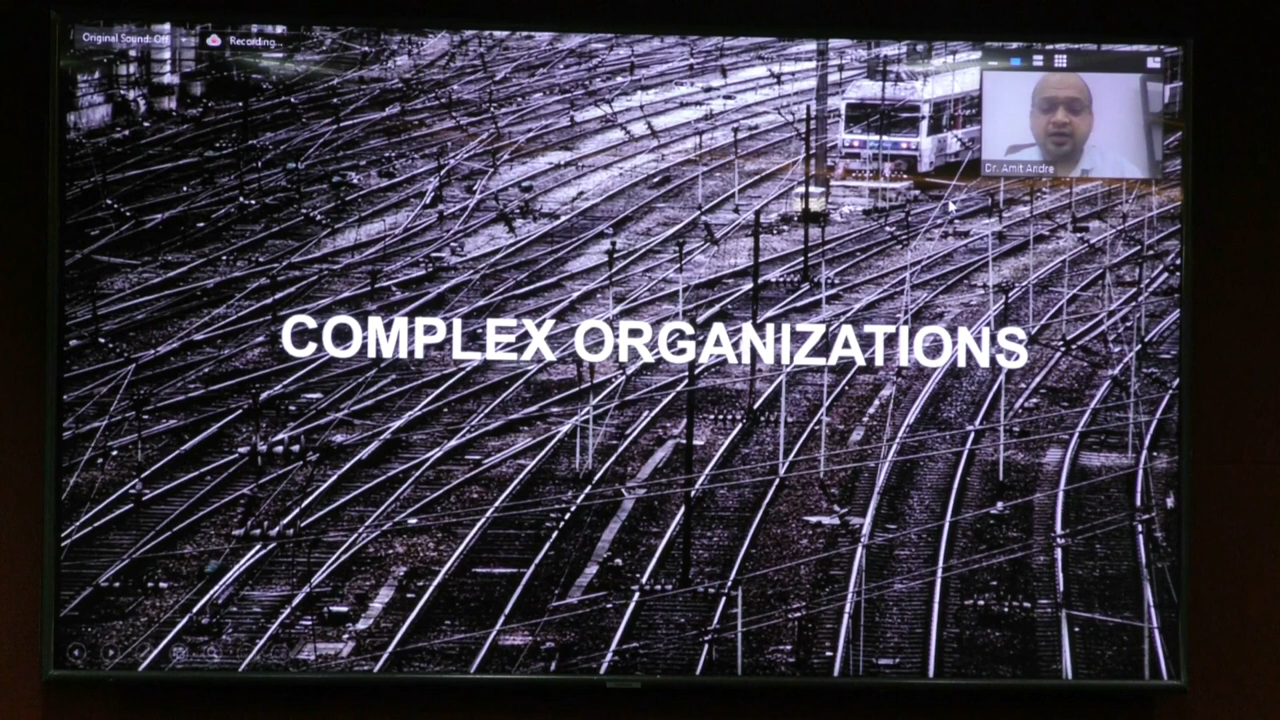 Original Sound: Off
Recording...
Dr. Amit Andre
COMPLEX ORGANIZATIONS